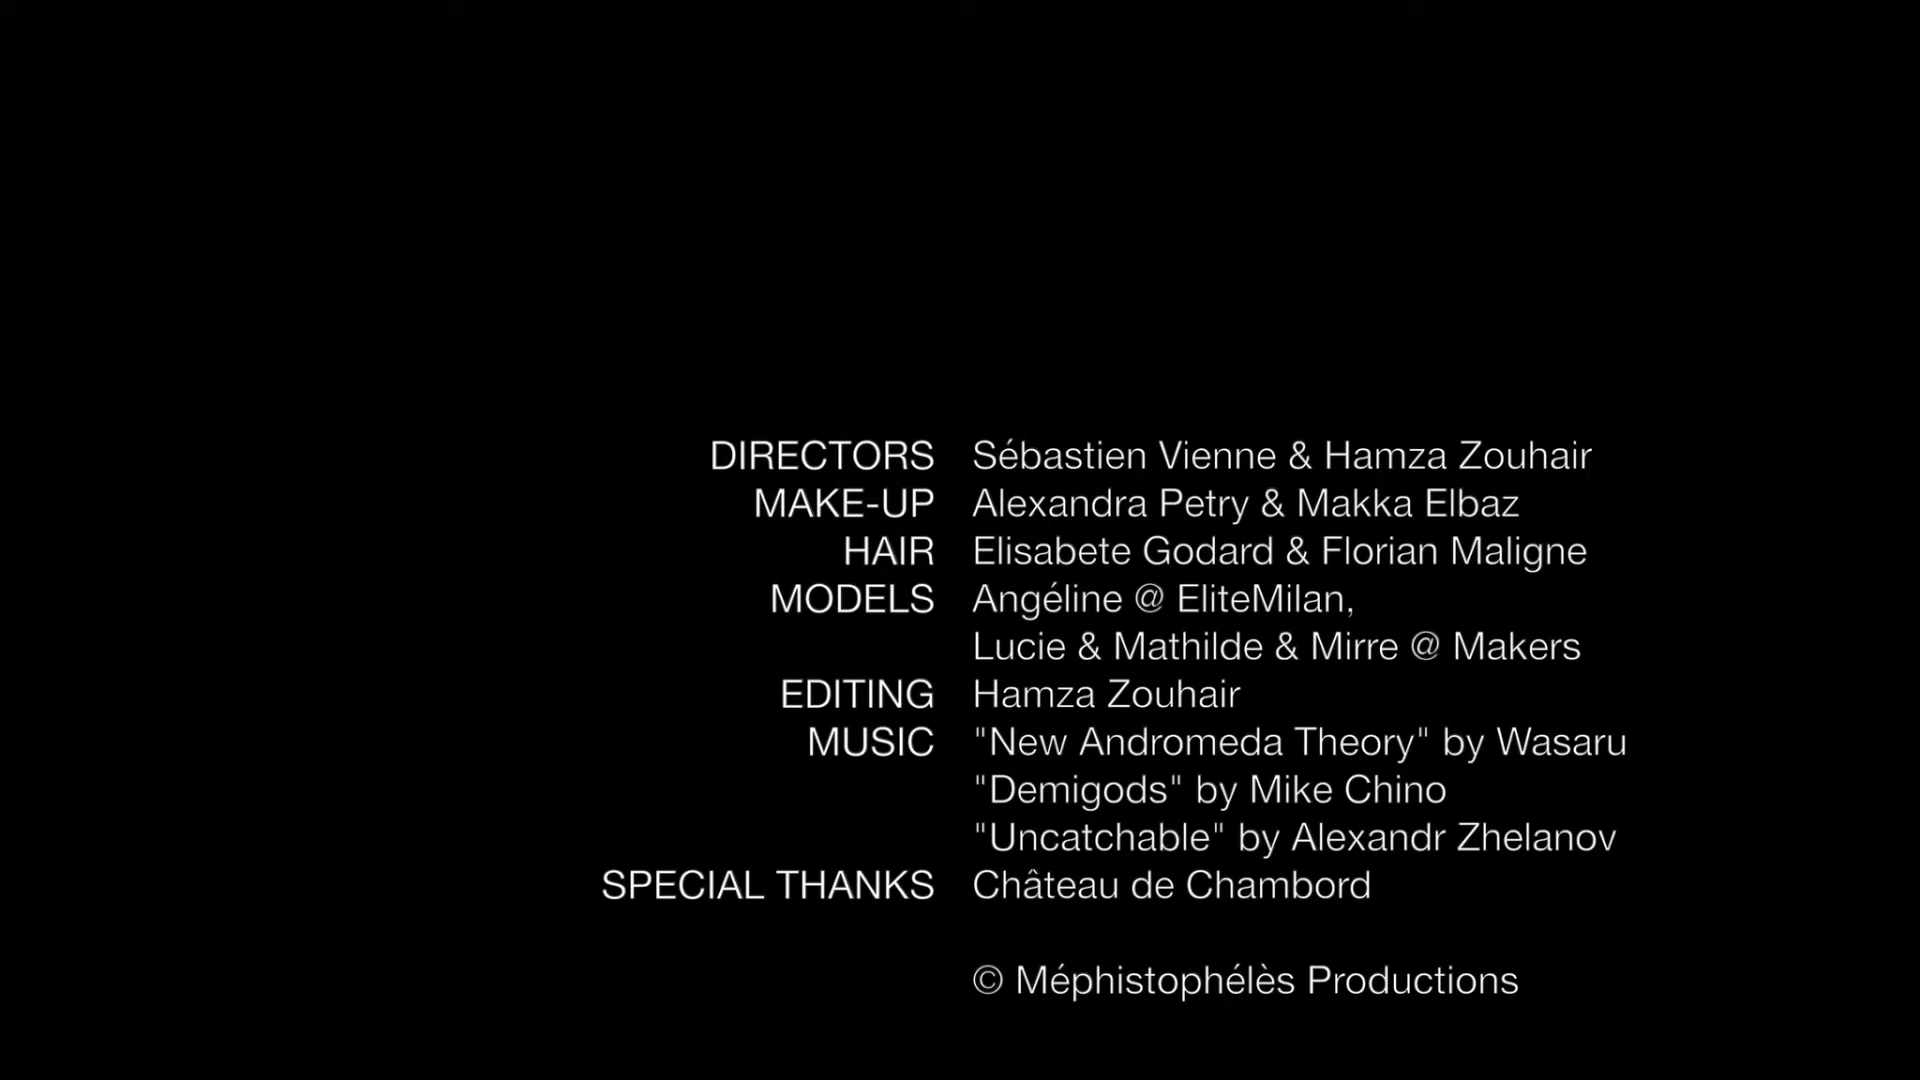 DIRECTORS Sébastien Vienne & Hamza Zouhair
MAKE-UP Alexandra Petry & Makka Elbaz
HAIR Elisabete Godard & Florian Maligne
MODELS Angéline @ EliteMilan,
Lucie & Mathilde & Mirre @ Makers
EDITING Hamza Zouhair
MUSIC "New Andromeda Theory" by Wasaru
"Demigods" by Mike Chino
"Uncatchable" by Alexandr Zhelanov
SPECIAL THANKS Château de Chambord
© Méphistophélès Productions